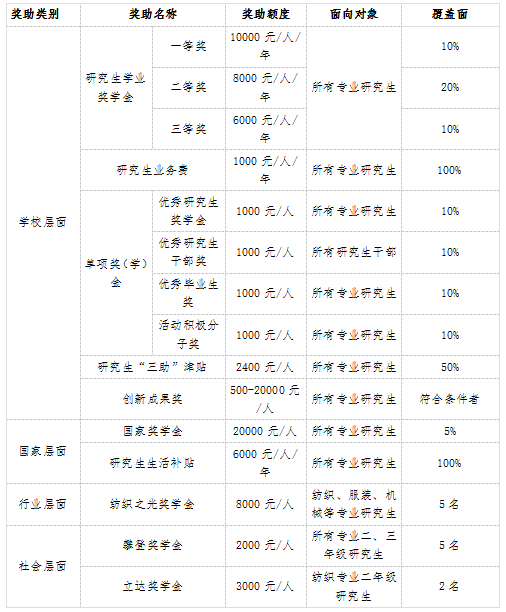 奖助类别 奖助名称 奖助额度 面向对象 覆盖面
学校层面
研究生学业
奖学金
一等奖
10000 元/人/
年
所有专业研究生
10%
二等奖
8000 元/人/
年
20%
三等奖
6000 元/人/
年
10%
研究生业务费
1000 元/人/
年
所有专业研究生
100%
单项奖(学)
金
优秀研究生
奖学金
1000 元/人
所有专业研究生
10%
优秀研究生
干部奖
1000 元/人
所有研究生干部
10%
优秀毕业生
奖
1000 元/人
所有专业研究生
10%
活动积极分
子奖
1000 元/人
所有专业研究生
10%
研究生“三助”津贴
2400 元/人
所有专业研究生
50%
创新成果奖
500-20000 元
/人
所有专业研究生
符合条件者
国家层面
国家奖学金
20000 元/人
所有专业研究生
5%
研究生生活补贴
6000 元/人/
年
所有专业研究生
100%
行业层面
纺织之光奖学金
8000 元/人
纺织、服装、机
械等专业研究生
5 名
社会层面
攀登奖学金
2000 元/人
所有专业二、三
年级研究生
5 名
立达奖学金
3000 元/人
纺织专业二年级
研究生
2 名